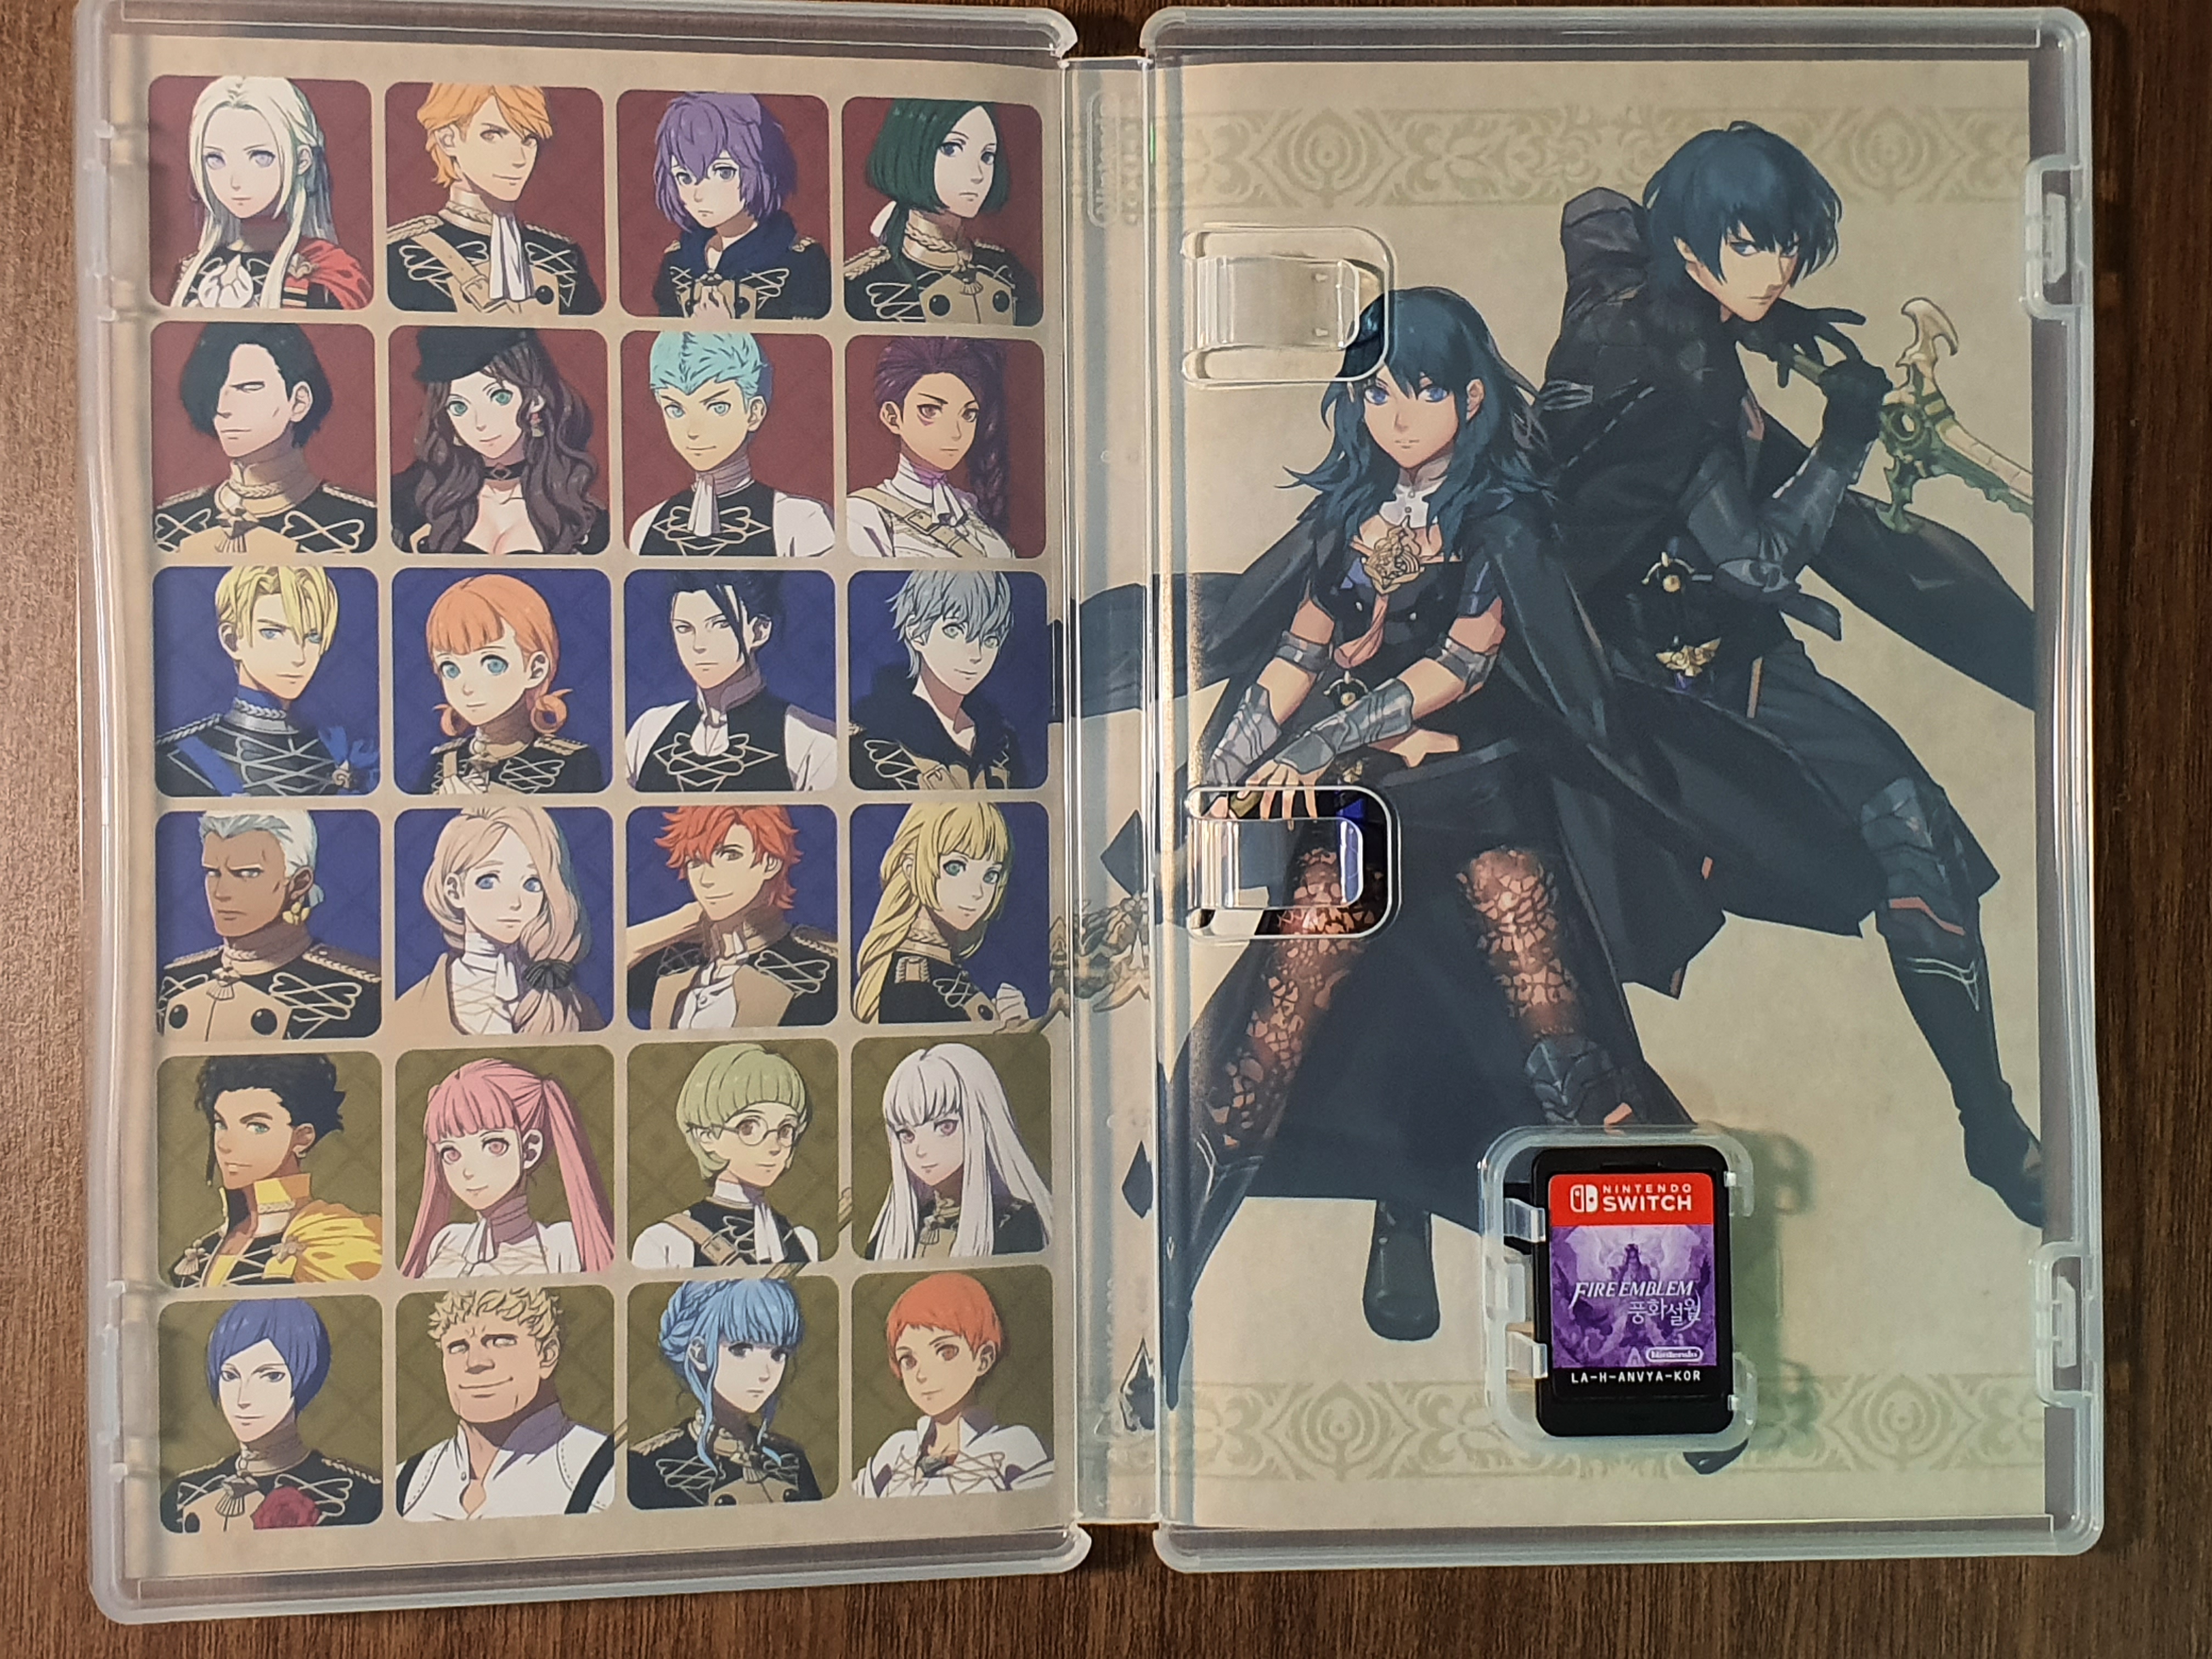 NINTENDO
SWITCH
FIRE EMBLEM
풍화설월
Nintendo
LA-H-ANVYA-KOR